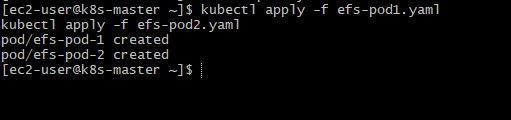 [ec2-user@k8s-master ~]$ kubectl apply -f efs-pod1.yaml
kubectl apply -f efs-pod2.yaml
pod/efs-pod-1 created
pod/efs-pod-2 created
[ec2-user@k8s-master ~]$